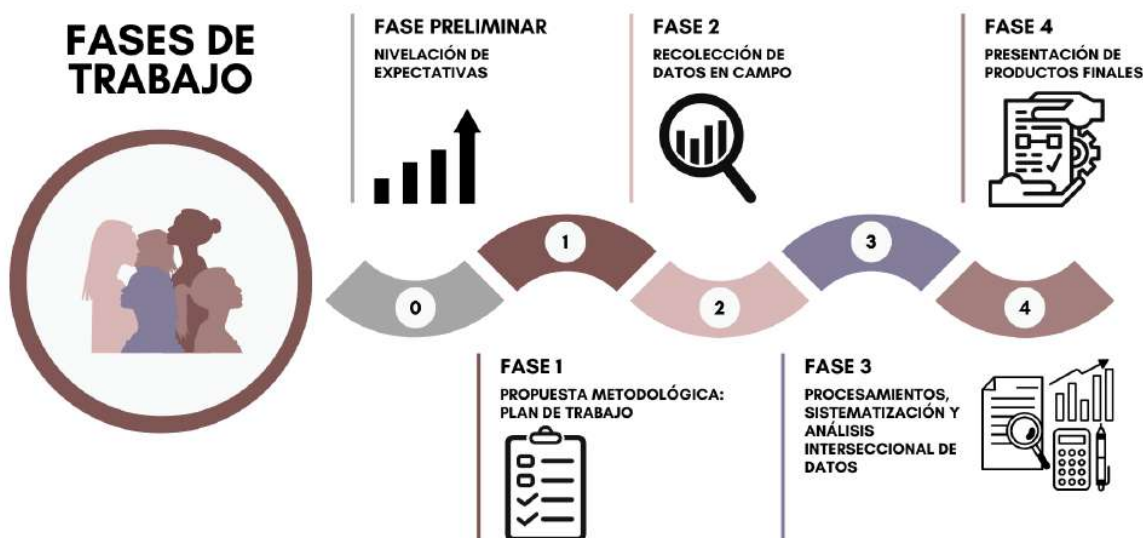 FASES DE
TRABAJO
FASE PRELIMINAR
NIVELACIÓN DE
EXPECTATIVAS
FASE 2
RECOLECCIÓN DE
DATOS EN CAMPO
FASE 4
PRESENTACIÓN DE
PRODUCTOS FINALES
0
1
2
3
4
FASE 1
PROPUESTA METODOLÓGICA:
PLAN DE TRABAJO
FASE 3
PROCESAMIENTOS,
SISTEMATIZACIÓN Y
ANÁLISIS
INTERSECCIONAL DE
DATOS